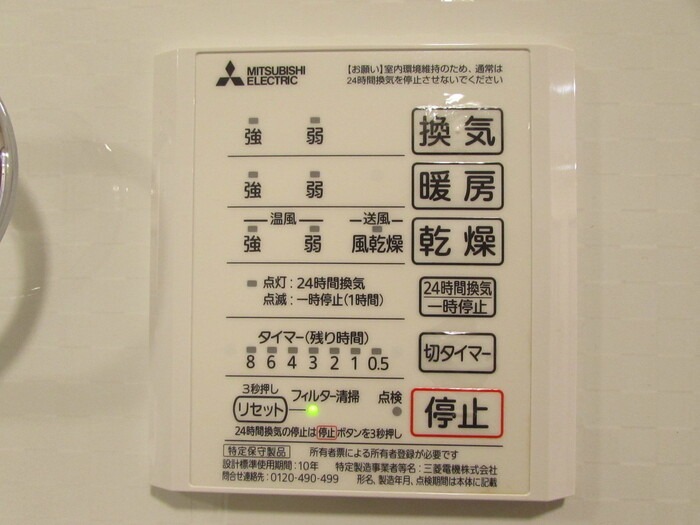 MITSUBISHI
ELECTRIC
【お願い】室内環境維持のため、通常は
24時間換気を停止させないでください
強 弱 換気
強 弱 暖房
温風 送風
強 弱 風乾燥 乾燥
点灯:24時間換気
点滅:一時停止(1時間)
24時間換気
一時停止
タイマー(残り時間)
8 6 4 3 2 1 0.5
切タイマー
3秒押し
リセット フィルター清掃 点検
停止
24時間換気の停止は停止ボタンを3秒押し
特定保守製品 所有者票による所有者登録が必要です
設計標準使用期間:10年 特定製造事業者等名:三菱電機株式会社
問合せ連絡先:0120-490-499 形名、製造年月、点検期間は本体に記載